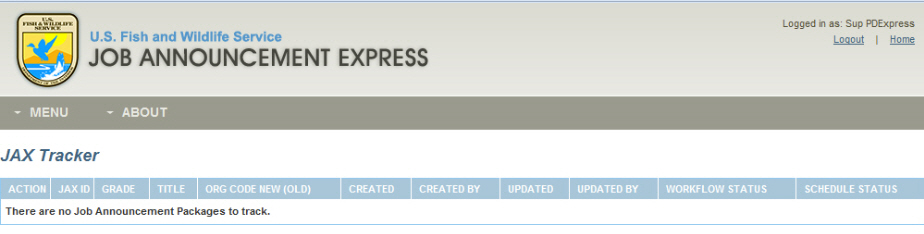 U.S.
FISH & WILDLIFE
SERVICE
U.S. Fish and Wildlife Service
JOB ANNOUNCEMENT EXPRESS
Logged in as: Sup PDExpress
Logout | Home
MENU ABOUT
JAX Tracker
ACTION JAX ID GRADE TITLE ORG CODE NEW (OLD) CREATED CREATED BY UPDATED UPDATED BY WORKFLOW STATUS SCHEDULE STATUS
There are no Job Announcement Packages to track.